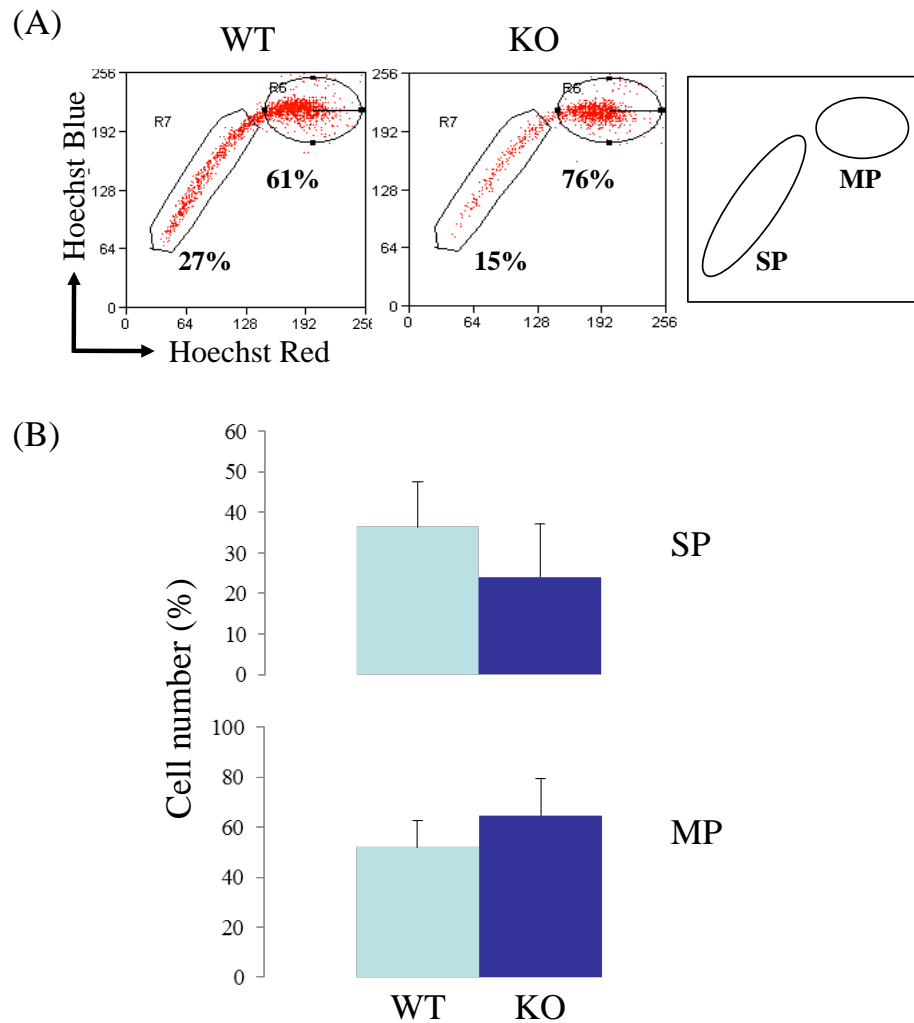 (A)
WT
KO
Hoechst Blue
256
192
128
64
0
R7
R6
61%
27%
0 64 128 192 256
256
192
128
64
0
R7
R6
76%
15%
0 64 128 192 256
MP
SP
Hoechst Red
(B)
Cell number (%)
60
50
40
30
20
10
0
SP
100
80
60
40
20
0
MP
WT KO